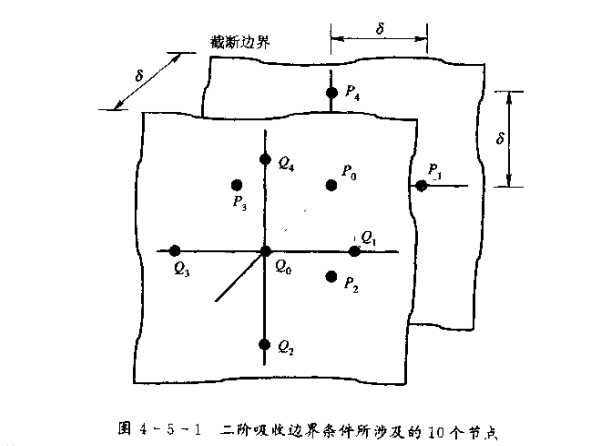 截断边界
δ
δ
δ
P₄
Q₄
P₃
P₀
P₁
Q₃
Q₀
Q₁
P₂
Q₂
图 4-5-1 二阶吸收边界条件所涉及的10个节点